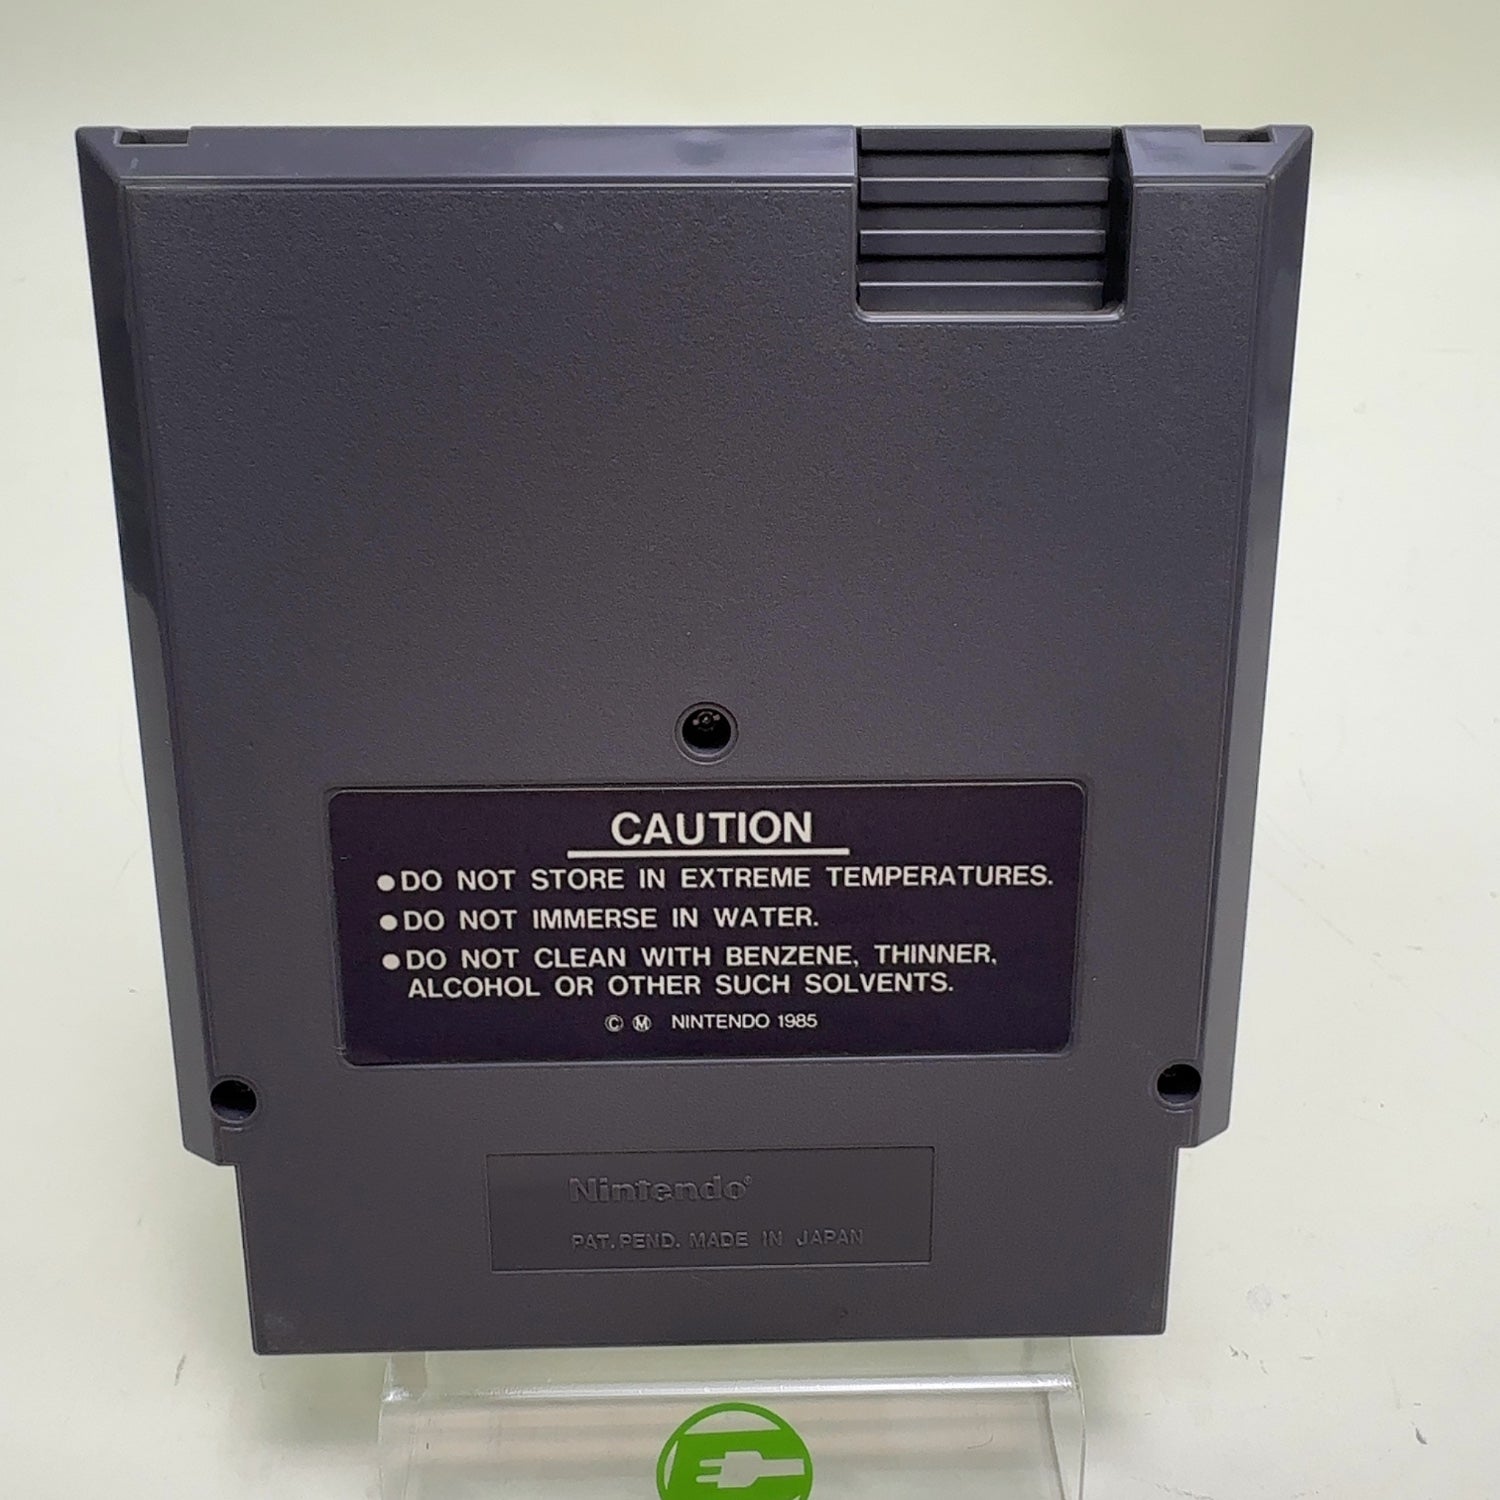 CAUTION
●DO NOT STORE IN EXTREME TEMPERATURES.
●DO NOT IMMERSE IN WATER.
●DO NOT CLEAN WITH BENZENE, THINNER,
ALCOHOL OR OTHER SUCH SOLVENTS.
© Ⓜ NINTENDO 1985
Nintendo®
PAT. PEND. MADE IN JAPAN